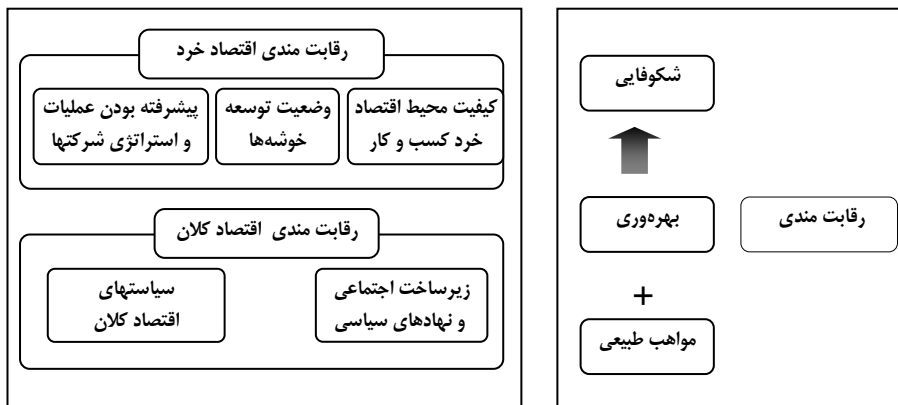 شکوفایی
بهره‌وری
رقابت مندی
+
مواهب طبیعی
رقابت مندی اقتصاد خرد
کیفیت محیط اقتصاد
خرد کسب و کار
وضعیت توسعه
خوشه‌ها
پیشرفته بودن عملیات
و استراتژی شرکتها
رقابت مندی اقتصاد کلان
زیرساخت اجتماعی
و نهادهای سیاسی
سیاستهای
اقتصاد کلان